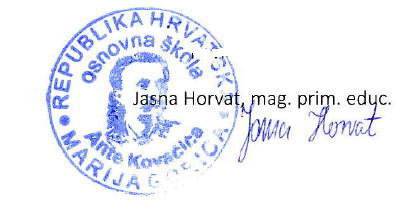 REPUBLIKA HRVATSKA
osnovna škola
Jasna Horvat, mag. prim. educ.
Jasna Horvat
Ante Kovačića
MARIJA GORICA